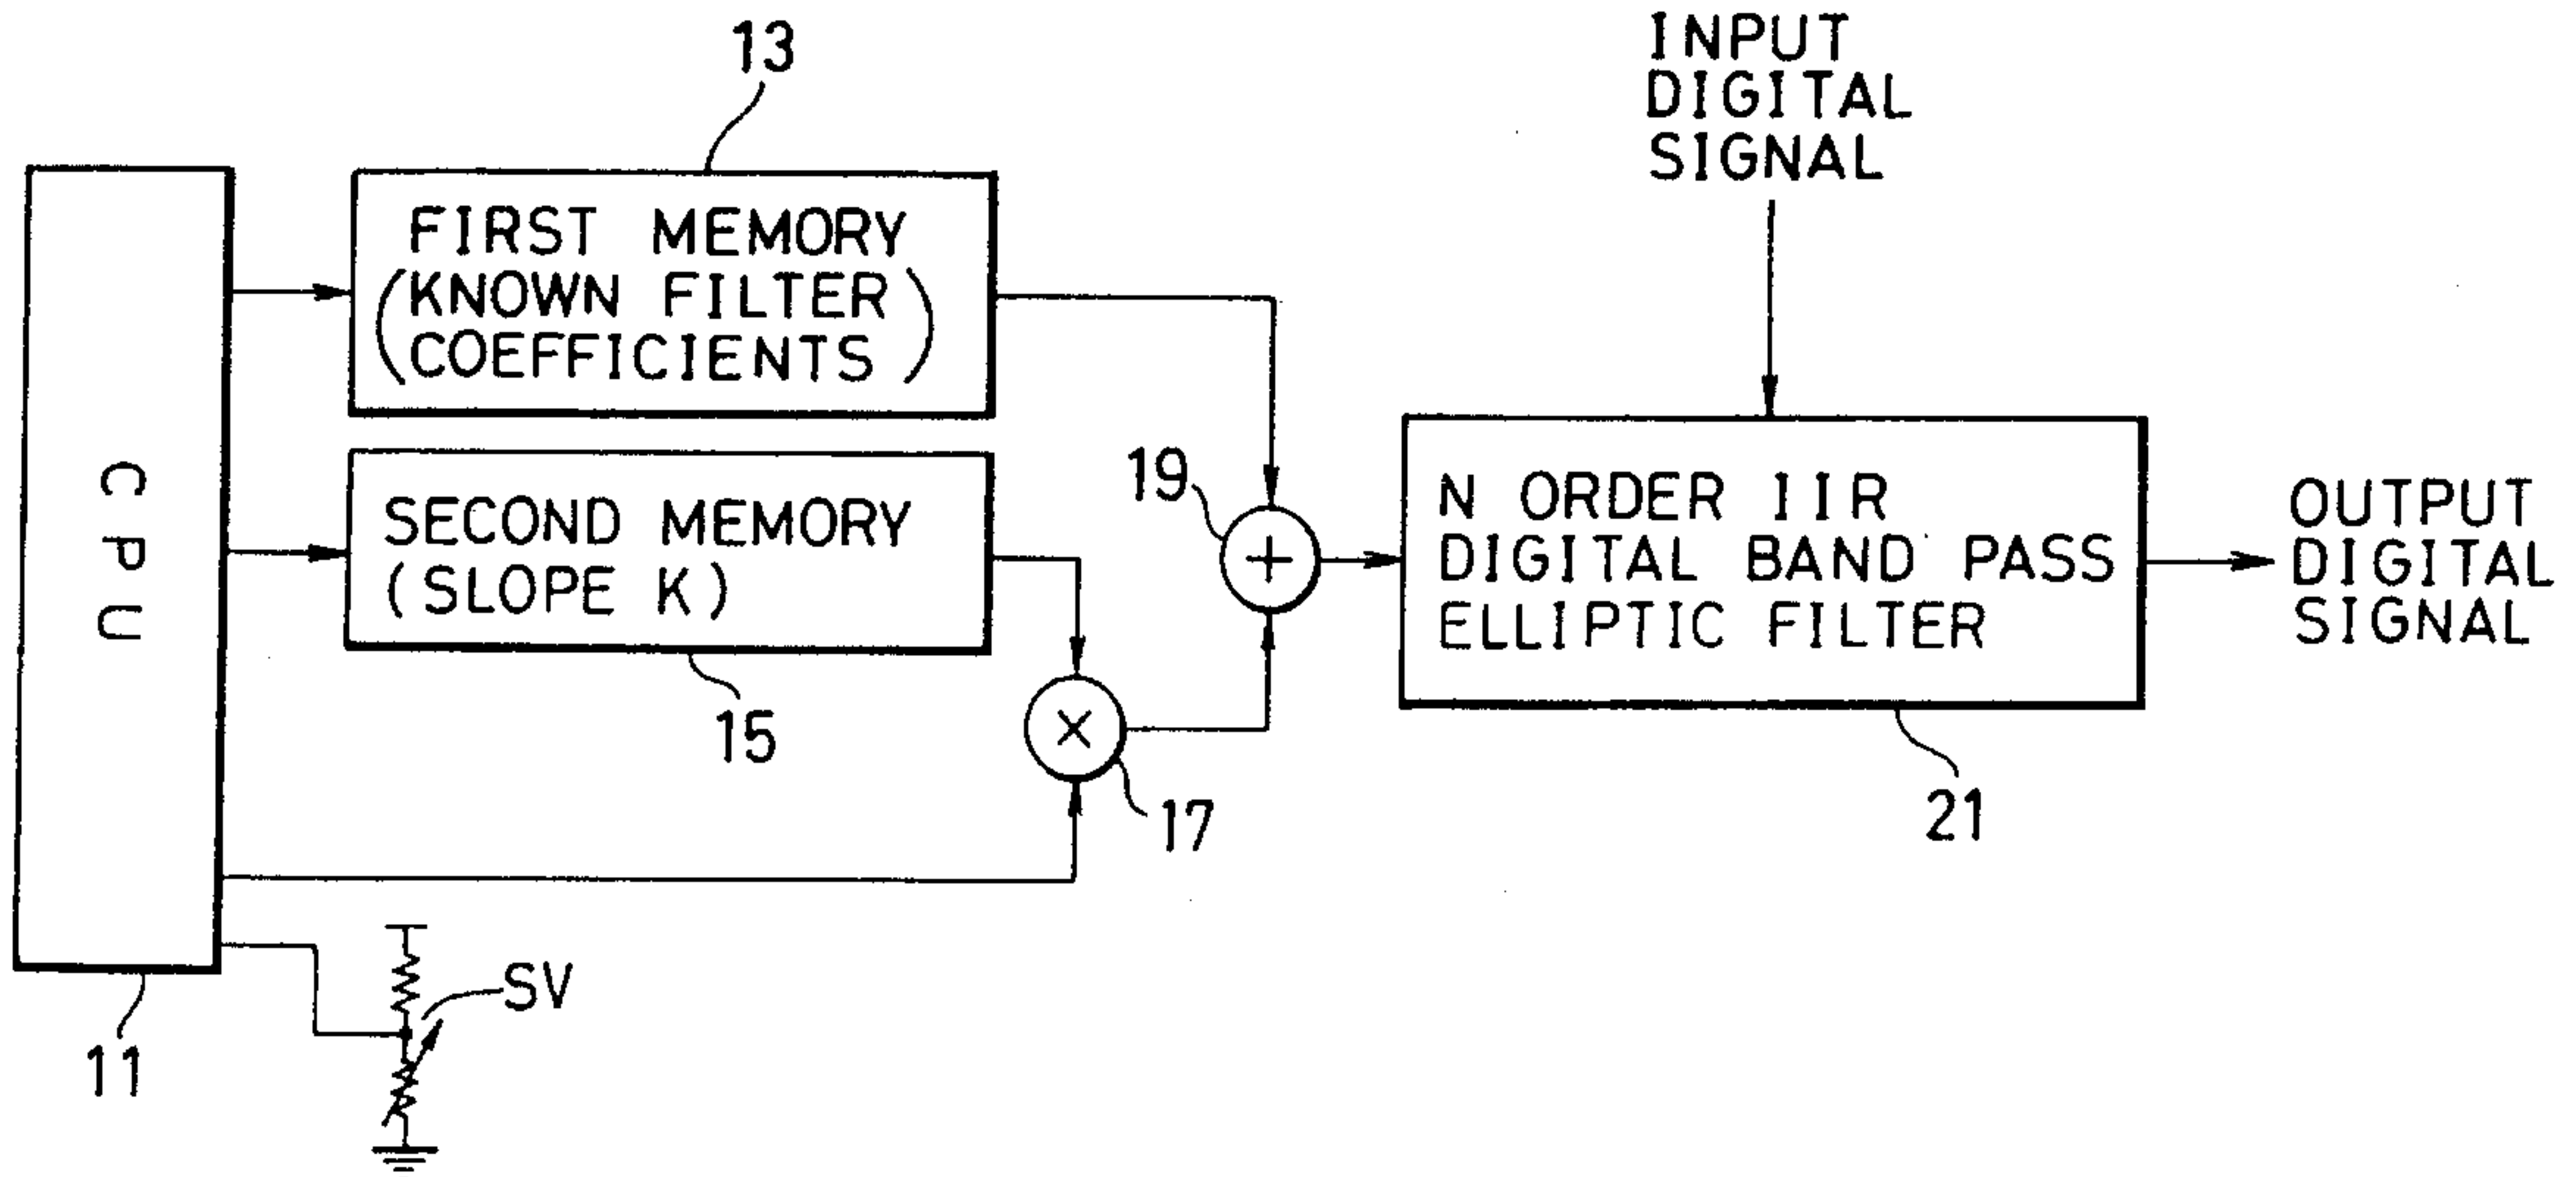 13
INPUT
DIGITAL
SIGNAL
FIRST MEMORY
(KNOWN FILTER
COEFFICIENTS)
CPU
SECOND MEMORY
(SLOPE K)
15
19
+
×
17
N ORDER IIR
DIGITAL BAND PASS
ELLIPTIC FILTER
21
OUTPUT
DIGITAL
SIGNAL
SV
11